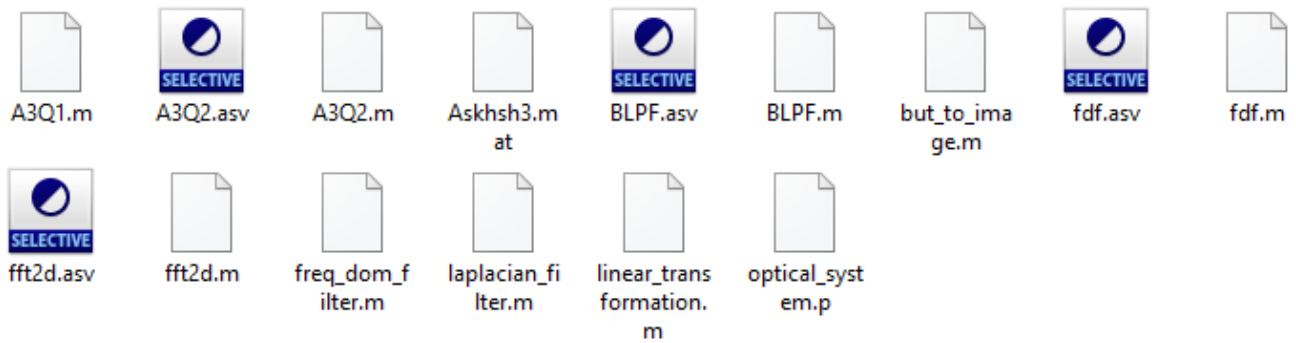 SELECTIVE
SELECTIVE
SELECTIVE
A3Q1.m
A3Q2.asv
A3Q2.m
Askhsh3.m
at
BLPF.asv
BLPF.m
but_to_ima
ge.m
fdf.asv
fdf.m
SELECTIVE
fft2d.asv
fft2d.m
freq_dom_f
ilter.m
laplacian_fi
lter.m
linear_trans
formation.
m
optical_syst
em.p